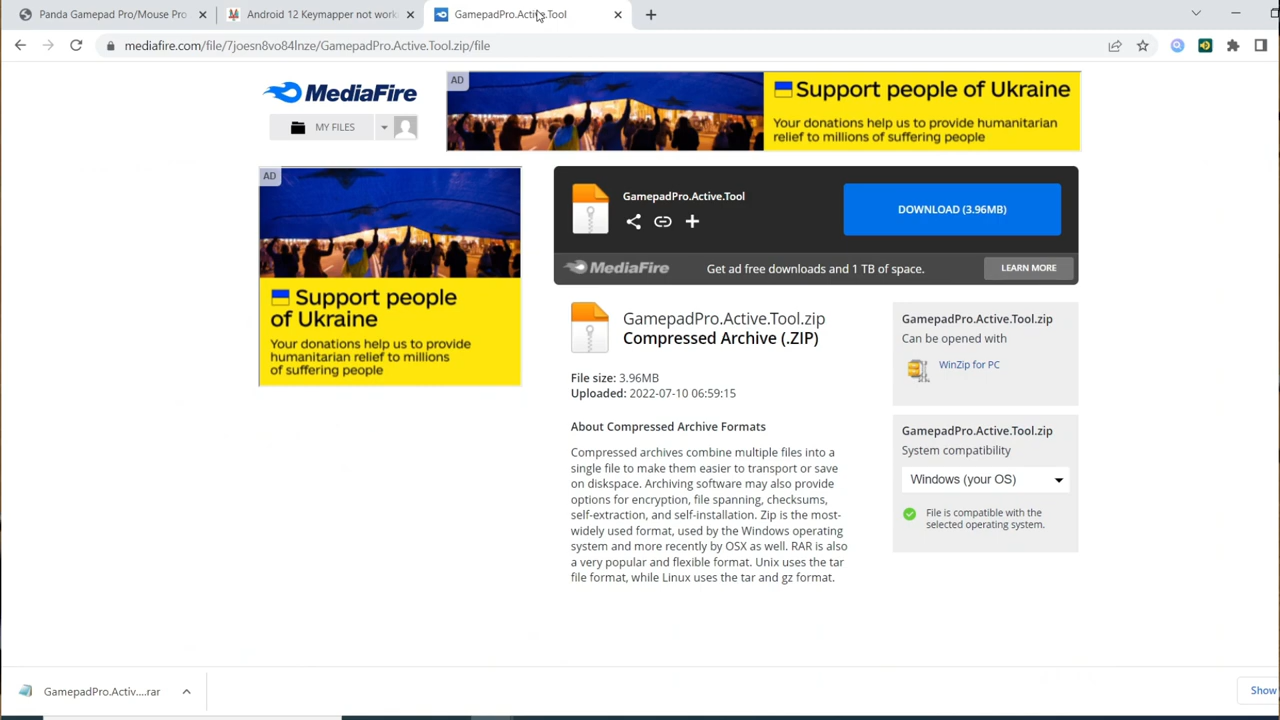 Panda Gamepad Pro/Mouse Pro
Android 12 Keymapper not work
GamepadPro.Active.Tool
mediafire.com/file/7joesn8vo84lnze/GamepadPro.Active.Tool.zip/file
MediaFire
MY FILES
AD
Support people of Ukraine
Your donations help us to provide humanitarian
relief to millions of suffering people
AD
Support people
of Ukraine
Your donations help us to provide
humanitarian relief to millions
of suffering people
GamepadPro.Active.Tool
DOWNLOAD (3.96MB)
MediaFire
Get ad free downloads and 1 TB of space.
LEARN MORE
GamepadPro.Active.Tool.zip
Compressed Archive (.ZIP)
File size: 3.96MB
Uploaded: 2022-07-10 06:59:15
About Compressed Archive Formats
Compressed archives combine multiple files into a
single file to make them easier to transport or save
on diskspace. Archiving software may also provide
options for encryption, file spanning, checksums,
self-extraction, and self-installation. Zip is the most-
widely used format, used by the Windows operating
system and more recently by OSX as well. RAR is also
a very popular and flexible format. Unix uses the tar
file format, while Linux uses the tar and gz format.
GamepadPro.Active.Tool.zip
Can be opened with
WinZip for PC
GamepadPro.Active.Tool.zip
System compatibility
Windows (your OS)
File is compatible with the
selected operating system.
GamepadPro.Activ....rar
Show